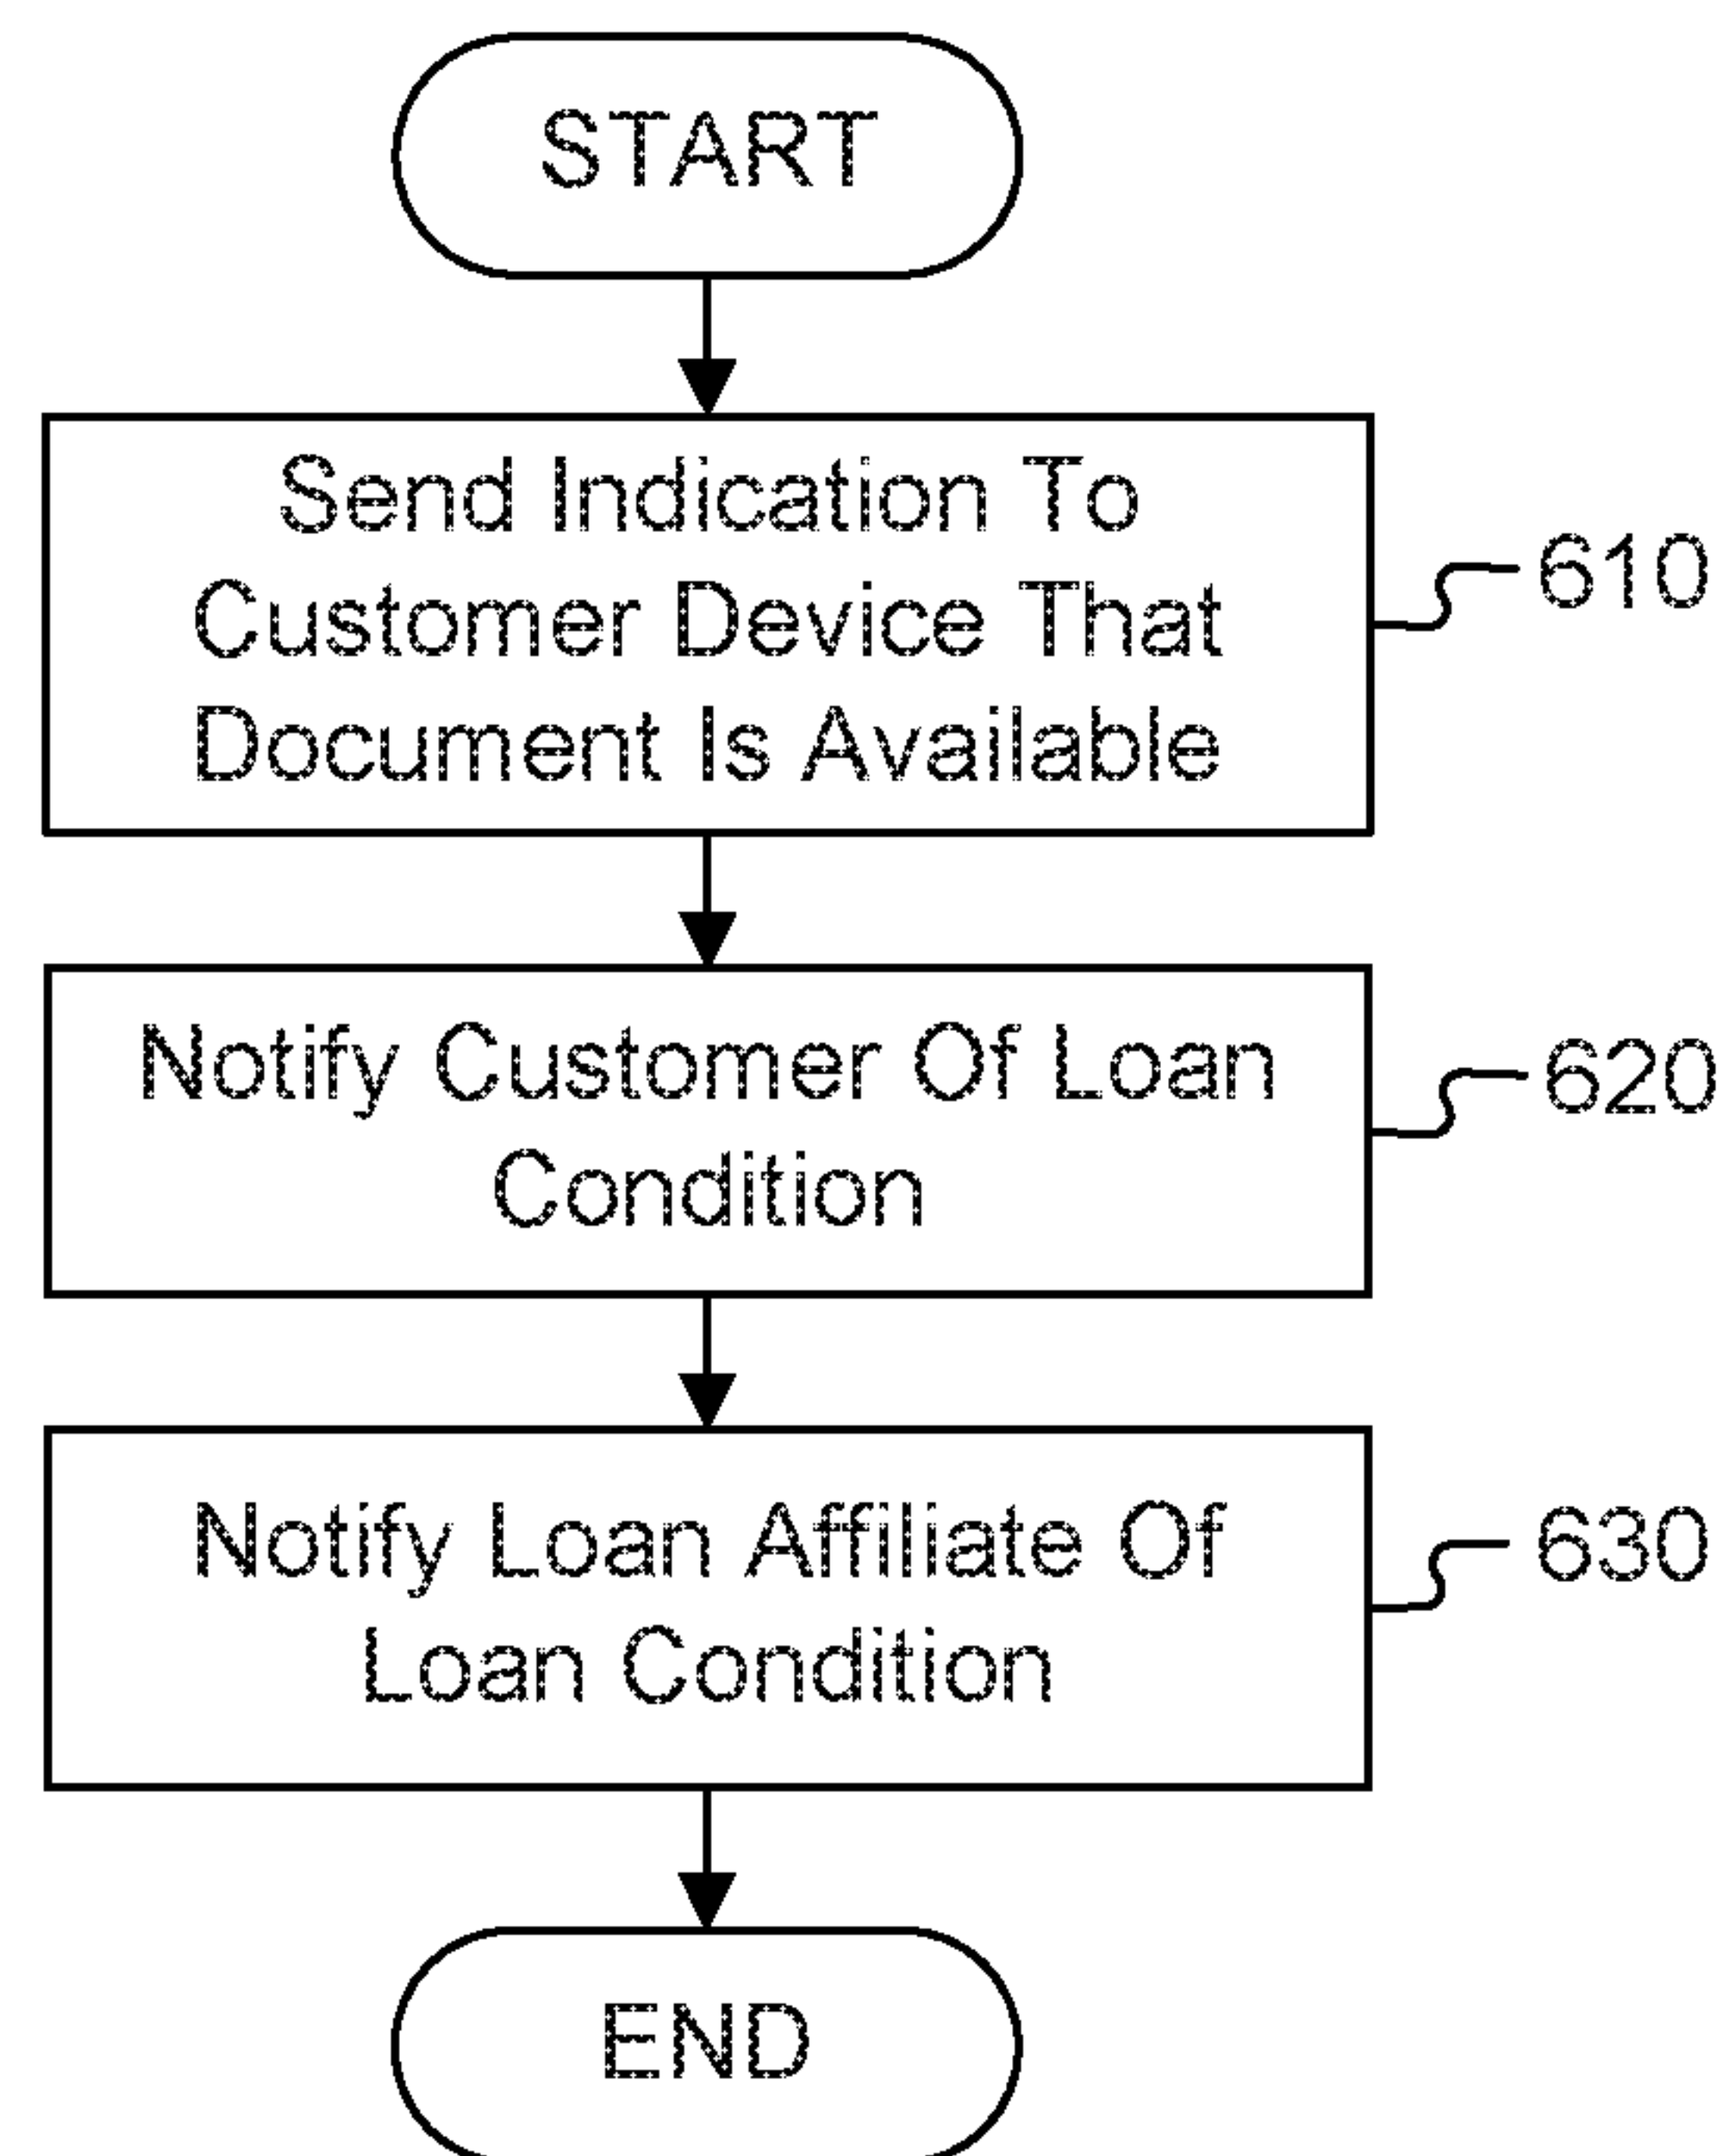 START
Send Indication To
Customer Device That
Document Is Available
610
Notify Customer Of Loan
Condition
620
Notify Loan Affiliate Of
Loan Condition
630
END